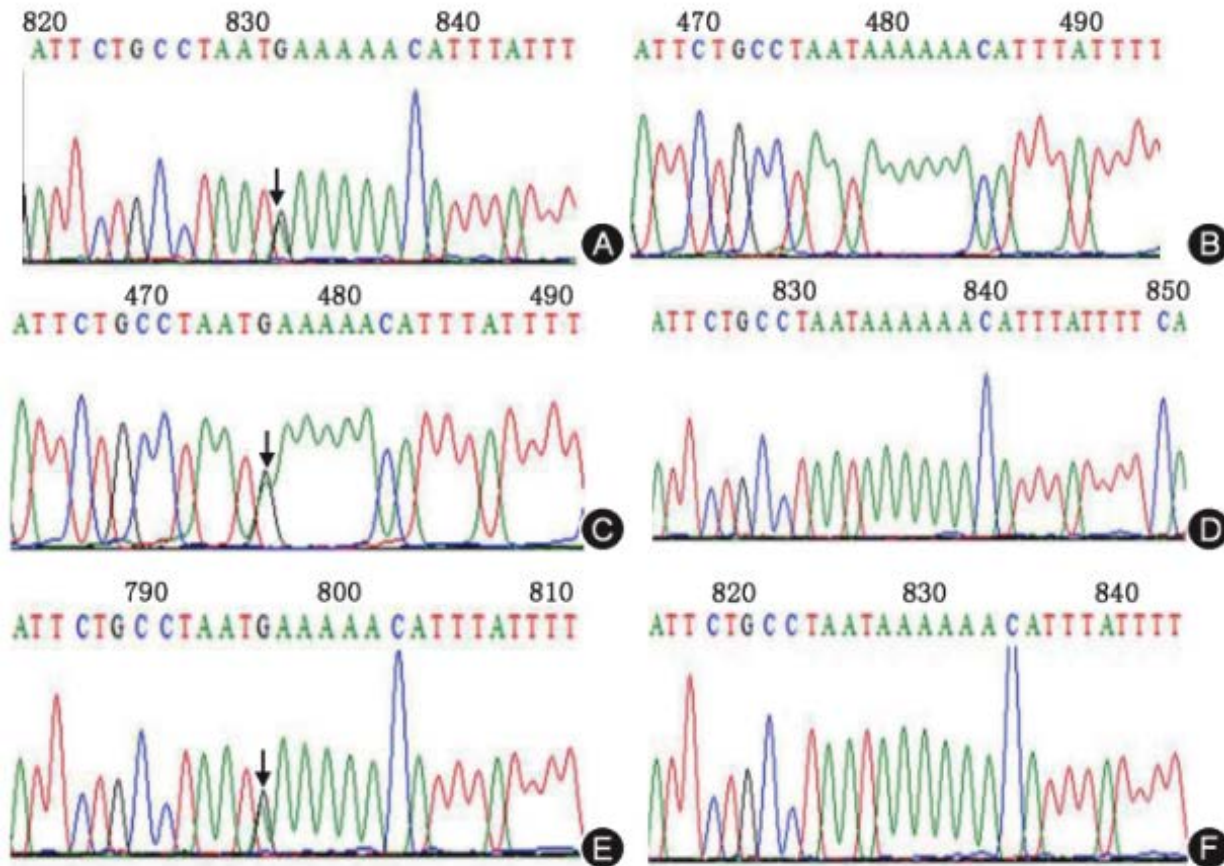 820 830 840
ATTCTGCCTAATGAAAAACATTTATTT
A
470 480 490
ATTCTGCCTAATAAAAAACATTTATTTT
B
470 480 490
ATTCTGCCTAATGAAAAACATTTATTTT
C
830 840 850
ATTCTGCCTAATAAAAAACATTTATTTTCA
D
790 800 810
ATTCTGCCTAATGAAAAACATTTATTTT
E
820 830 840
ATTCTGCCTAATAAAAAACATTTATTTT
F